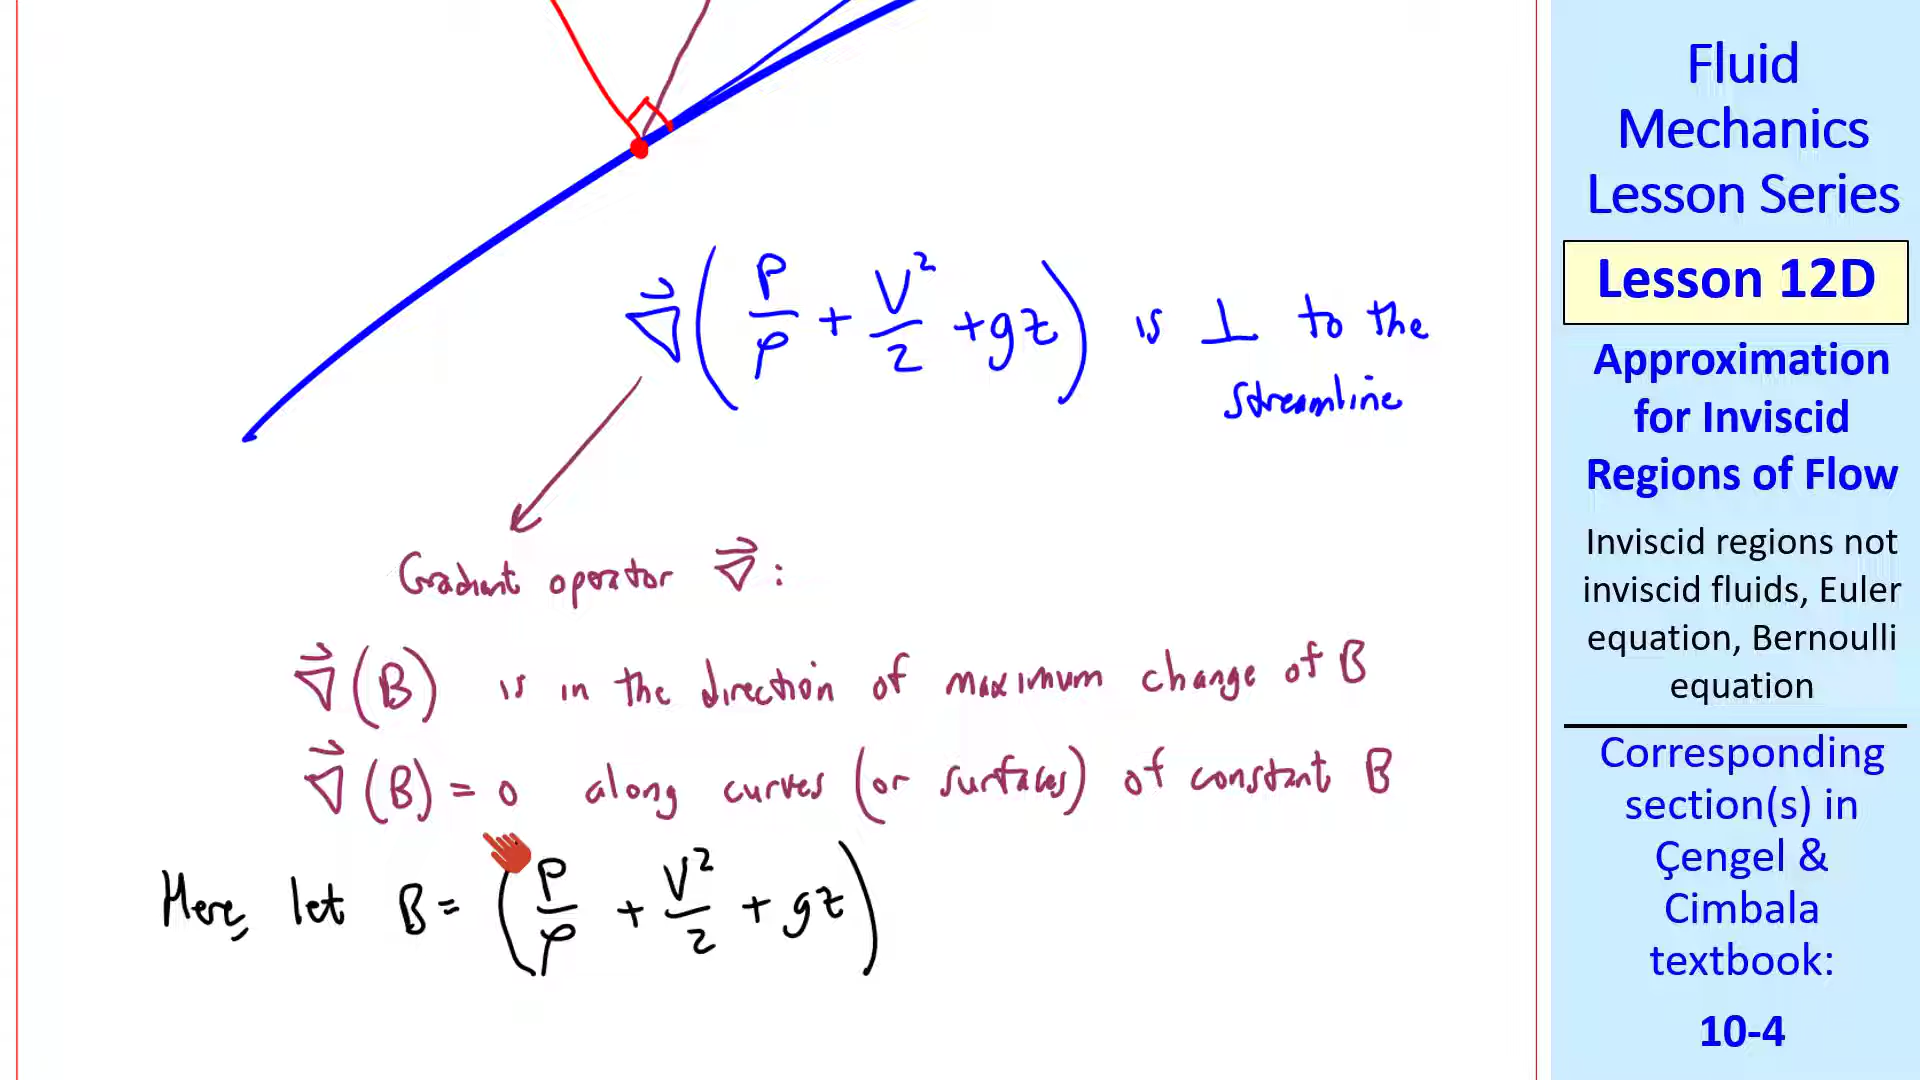 ∇⃗(P/ρ + V²/2 + gz) is ⊥ to the
streamline
Gradient operator ∇⃗:
∇⃗(B) is in the direction of maximum change of B
∇⃗(B) = 0 along curves (or surfaces) of constant B
Here, let B = (P/ρ + V²/2 + gz)
Fluid
Mechanics
Lesson Series
Lesson 12D
Approximation
for Inviscid
Regions of Flow
Inviscid regions not
inviscid fluids, Euler
equation, Bernoulli
equation
Corresponding
section(s) in
Çengel &
Cimbala
textbook:
10-4